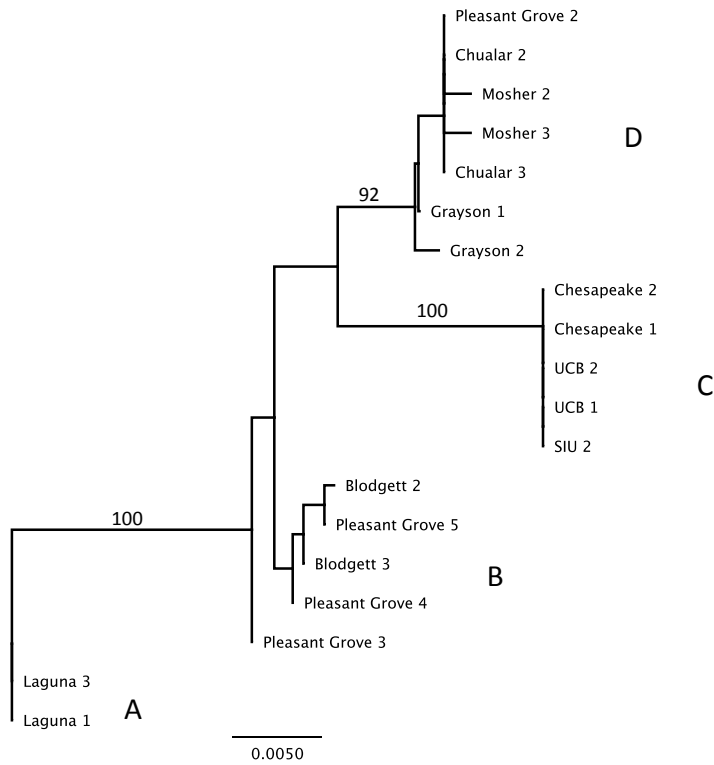 Pleasant Grove 2
Chualar 2
Mosher 2
Mosher 3
D
Chualar 3
92
Grayson 1
Grayson 2
Chesapeake 2
100
Chesapeake 1
UCB 2
C
UCB 1
SIU 2
Blodgett 2
100
Pleasant Grove 5
Blodgett 3
B
Pleasant Grove 4
Pleasant Grove 3
Laguna 3
A
Laguna 1
0.0050